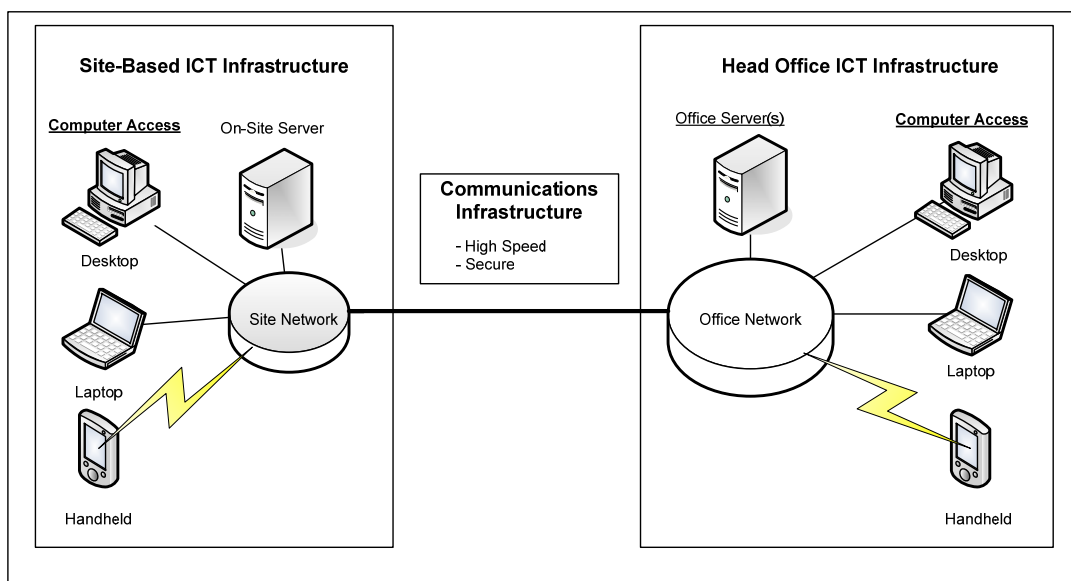 Site-Based ICT Infrastructure
Computer Access
On-Site Server
Desktop
Site Network
Laptop
Handheld
Communications
Infrastructure
- High Speed
- Secure
Head Office ICT Infrastructure
Office Server(s)
Computer Access
Desktop
Office Network
Laptop
Handheld